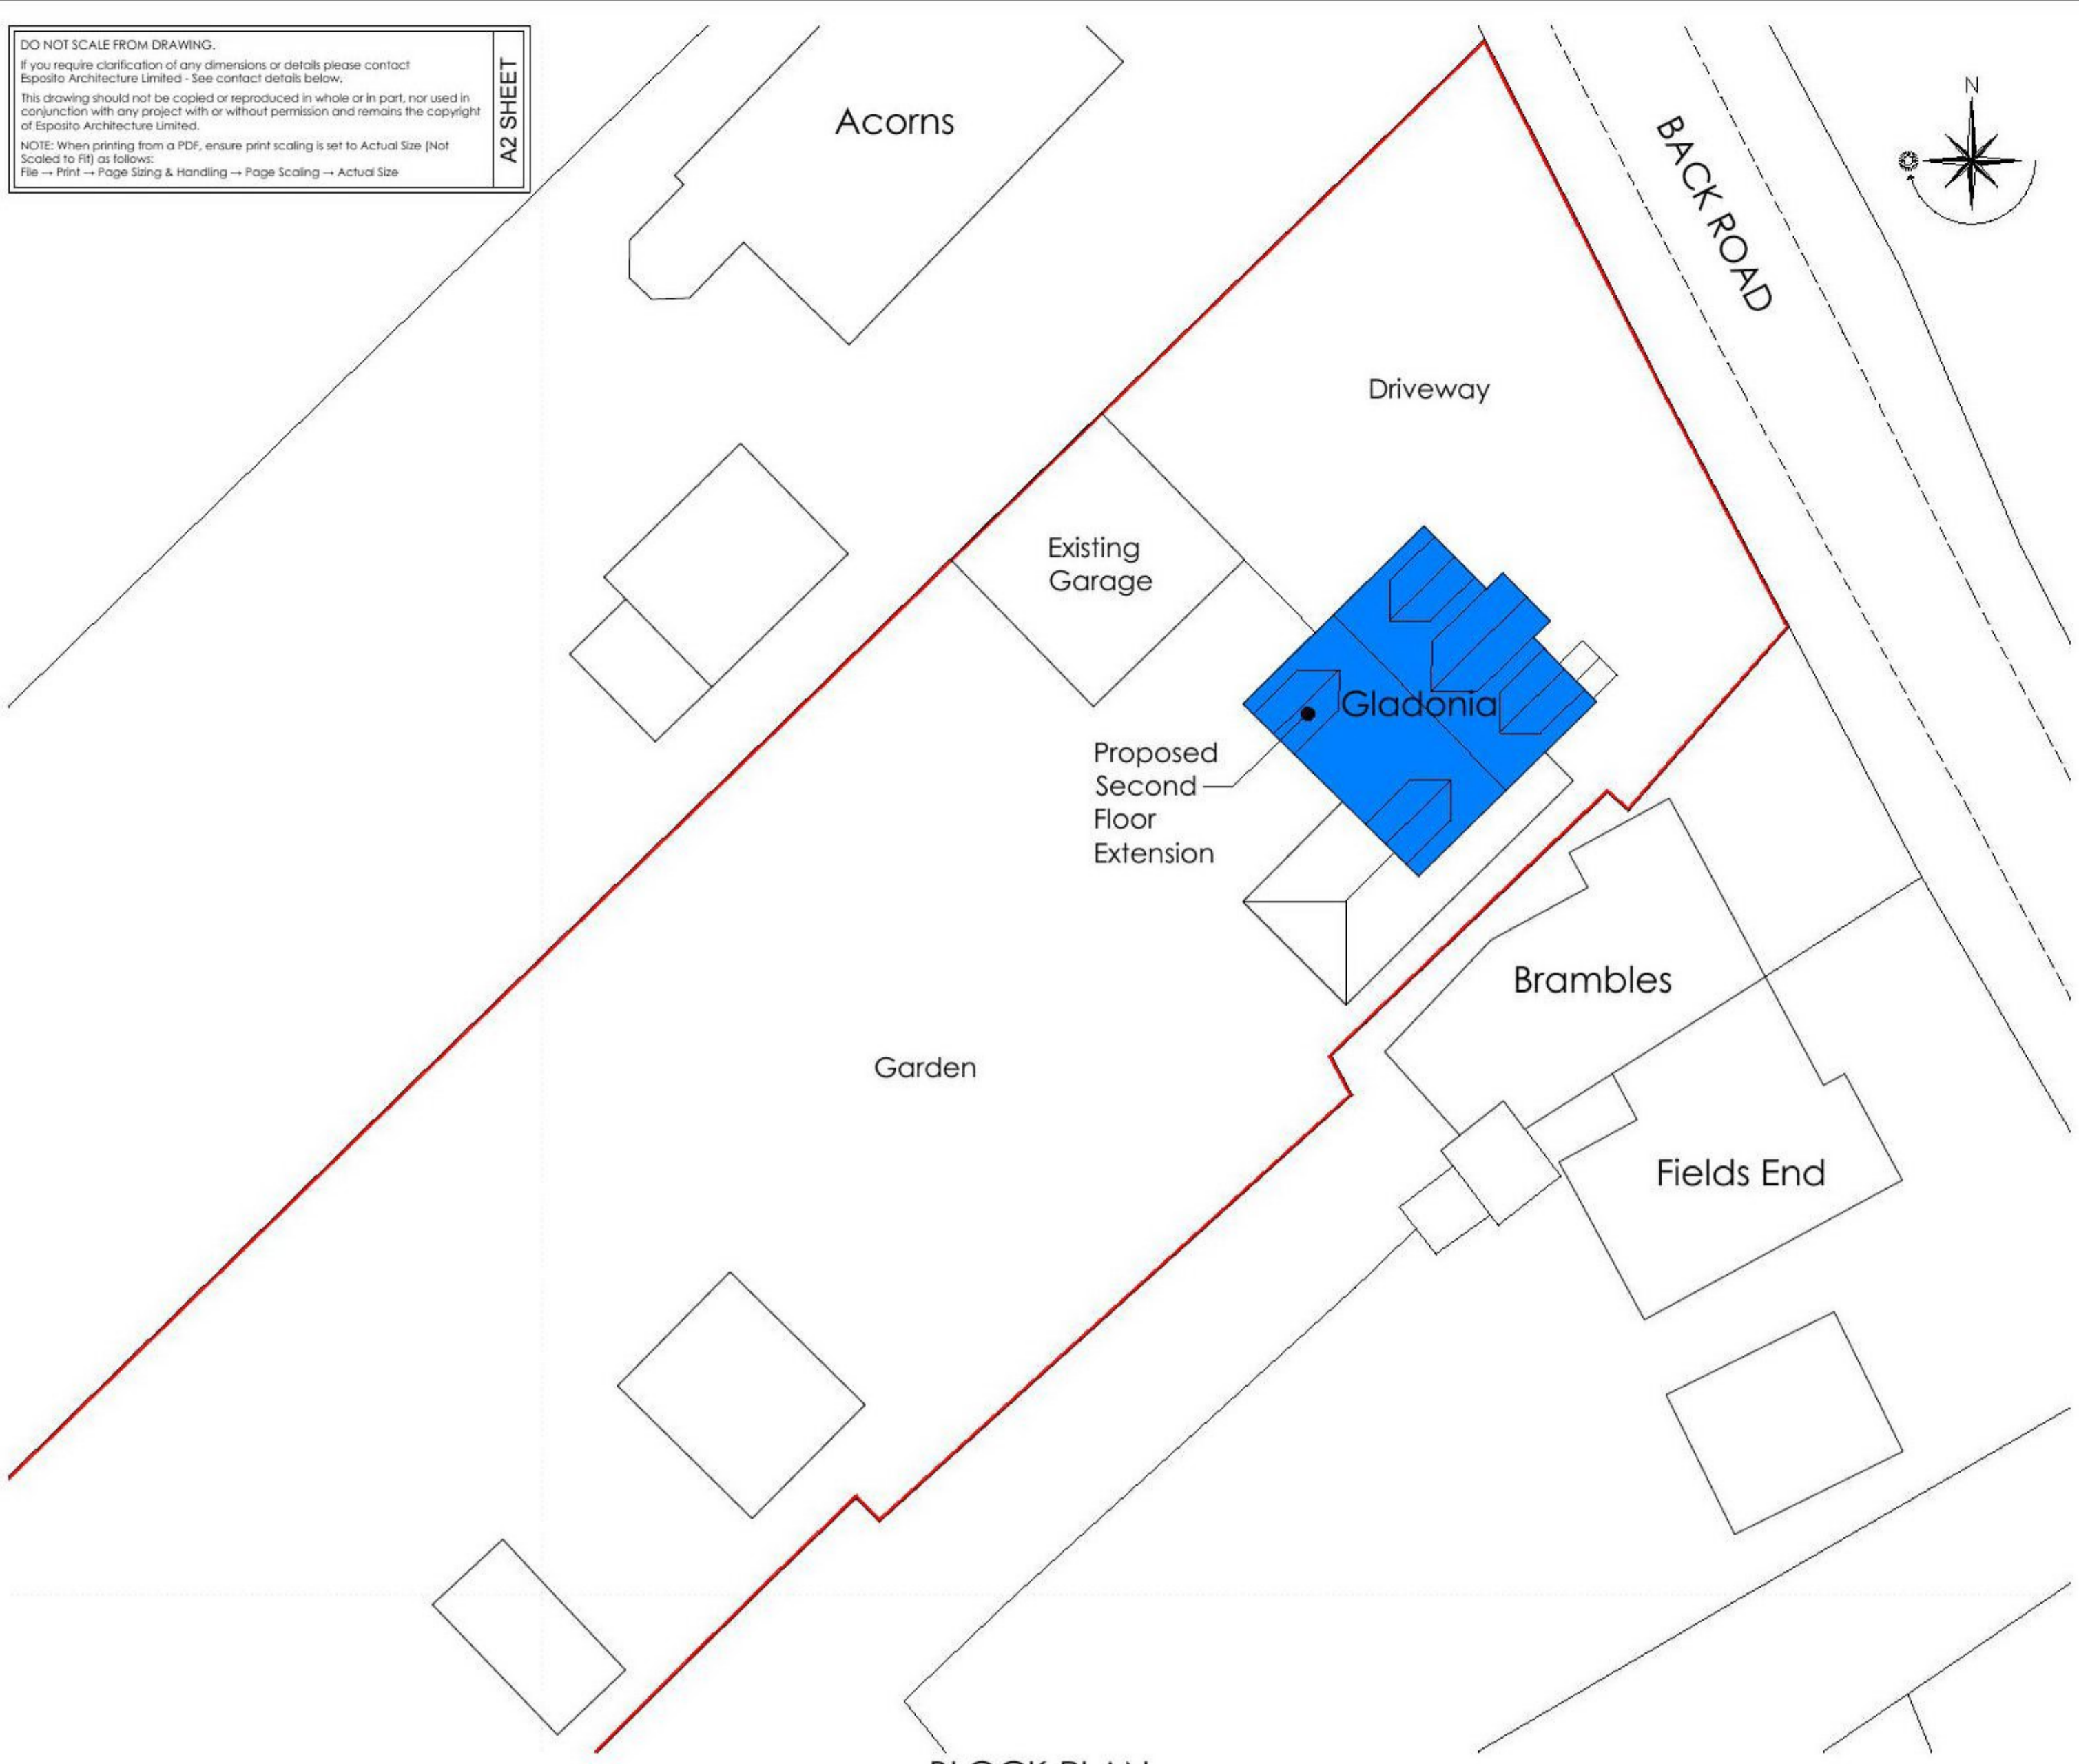 DO NOT SCALE FROM DRAWING.
If you require clarification of any dimensions or details please contact
Esposito Architecture Limited - See contact details below.
This drawing should not be copied or reproduced in whole or in part, nor used in
conjunction with any project with or without permission and remains the copyright
of Esposito Architecture Limited.
NOTE: When printing from a PDF, ensure print scaling is set to Actual Size (Not
Scaled to Fit) as follows:
File → Print → Page Sizing & Handling → Page Scaling → Actual Size
A2 SHEET
Acorns
N
BACK ROAD
Driveway
Existing
Garage
Gladonia
Proposed
Second
Floor
Extension
Brambles
Garden
Fields End
BLOCK PLAN